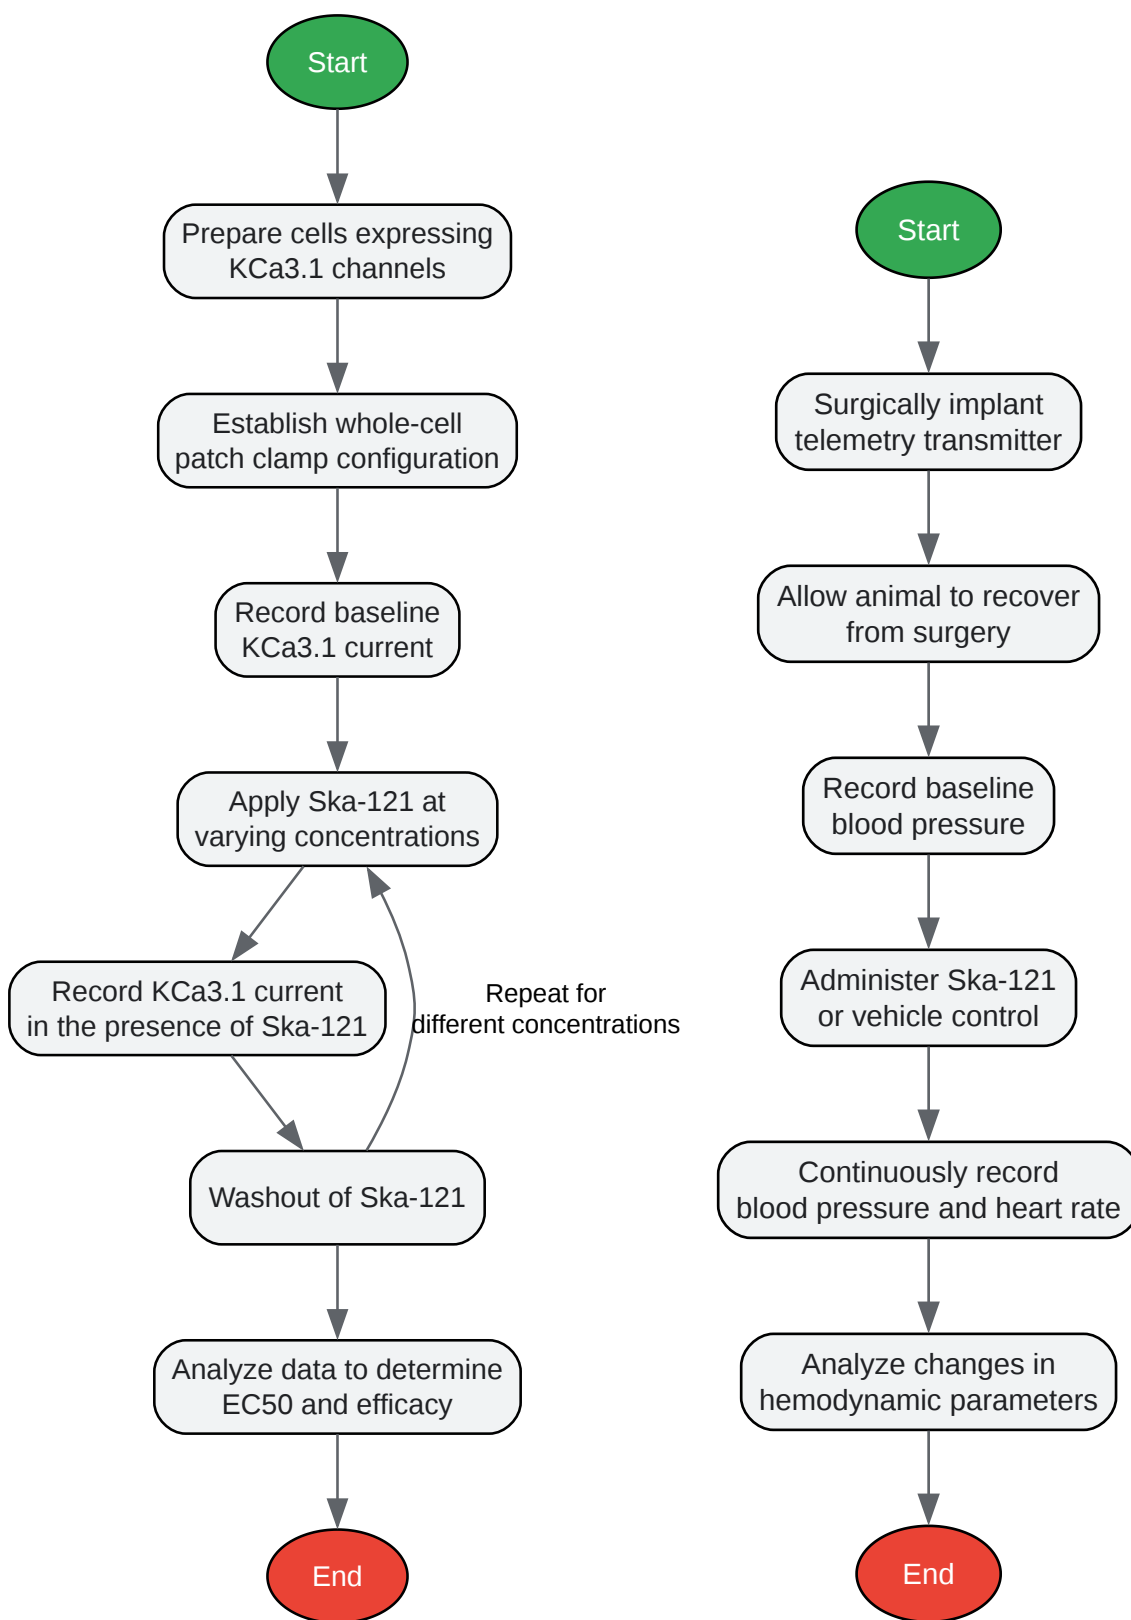 Start
Prepare cells expressing
KCa3.1 channels
Establish whole-cell
patch clamp configuration
Record baseline
KCa3.1 current
Apply Ska-121 at
varying concentrations
Record KCa3.1 current
in the presence of Ska-121
Repeat for
different concentrations
Washout of Ska-121
Analyze data to determine
EC50 and efficacy
End
Start
Surgically implant
telemetry transmitter
Allow animal to recover
from surgery
Record baseline
blood pressure
Administer Ska-121
or vehicle control
Continuously record
blood pressure and heart rate
Analyze changes in
hemodynamic parameters
End